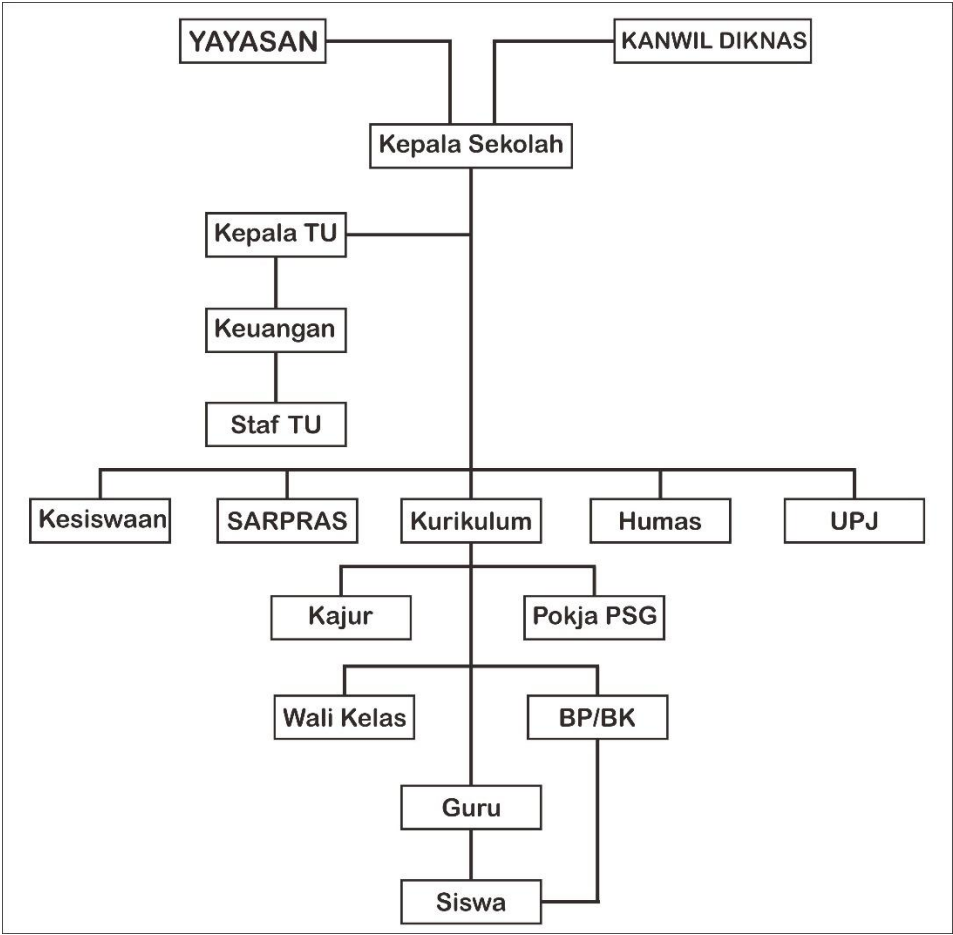 YAYASAN
KANWIL DIKNAS
Kepala Sekolah
Kepala TU
Keuangan
Staf TU
Kesiswaan
SARPRAS
Kurikulum
Humas
UPJ
Kajur
Pokja PSG
Wali Kelas
BP/BK
Guru
Siswa